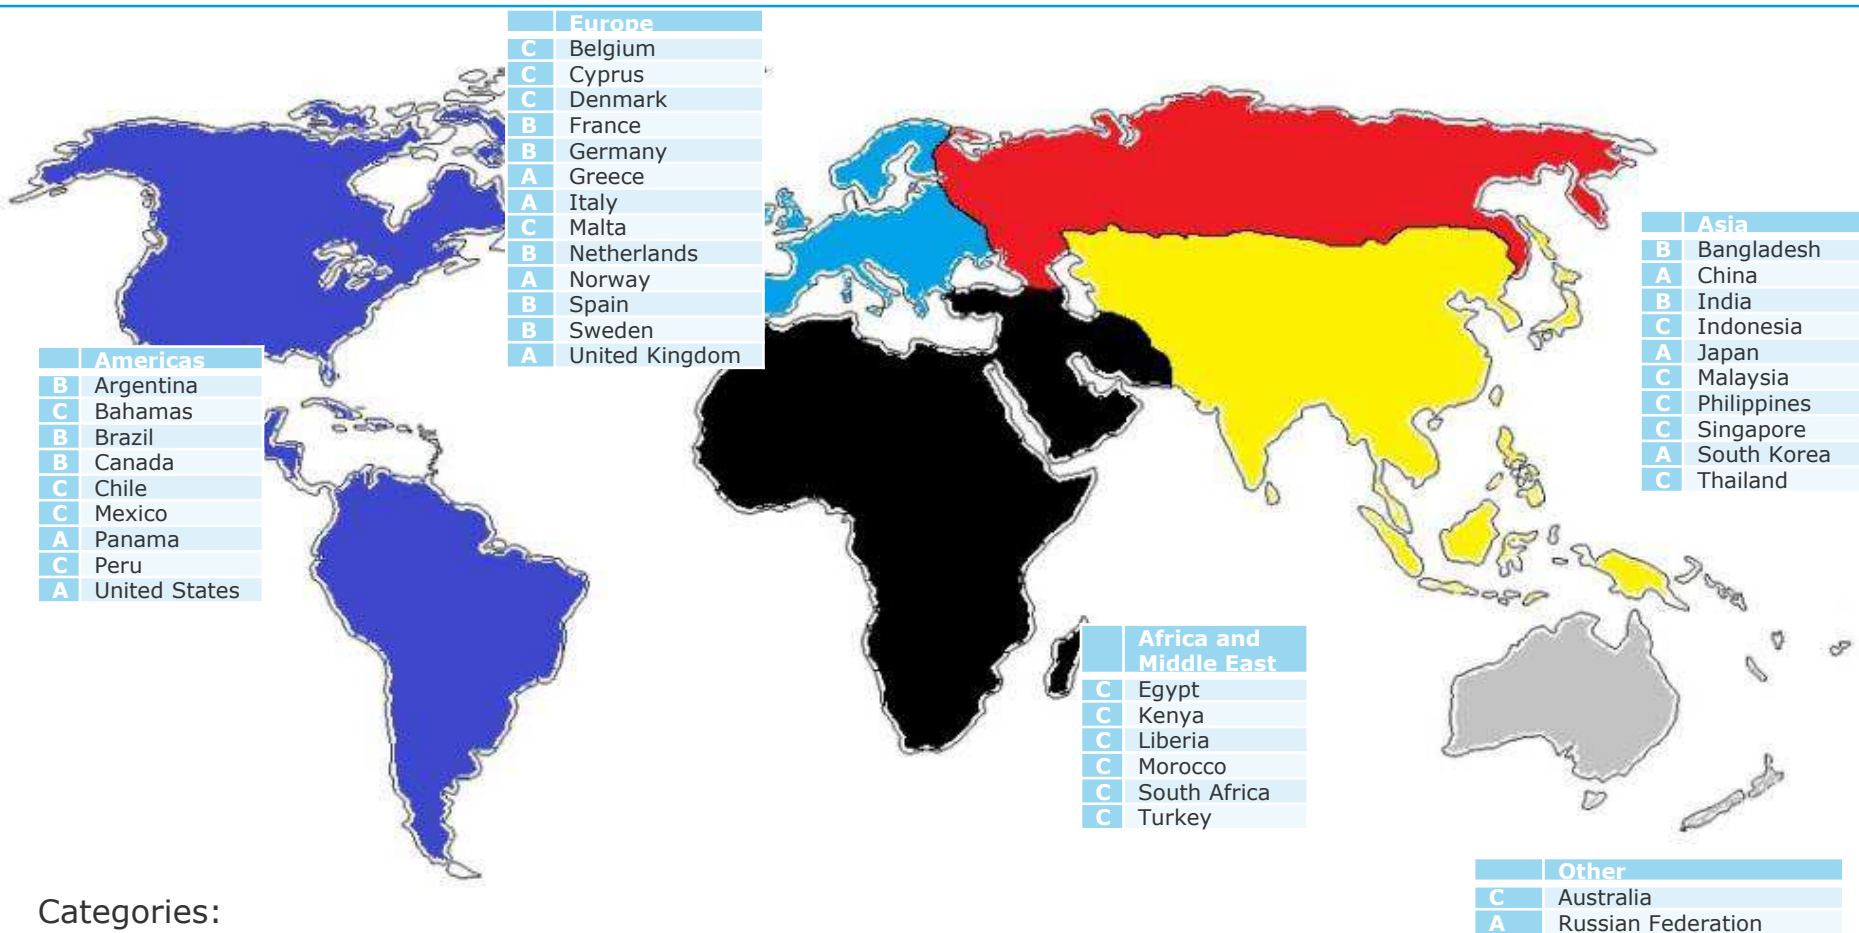 Europe
C Belgium
C Cyprus
C Denmark
B France
B Germany
A Greece
A Italy
C Malta
B Netherlands
A Norway
B Spain
B Sweden
A United Kingdom
Americas
B Argentina
C Bahamas
B Brazil
B Canada
C Chile
C Mexico
A Panama
C Peru
A United States
Asia
B Bangladesh
A China
B India
C Indonesia
A Japan
C Malaysia
C Philippines
C Singapore
A South Korea
C Thailand
Africa and
Middle East
C Egypt
C Kenya
C Liberia
C Morocco
C South Africa
C Turkey
Other
C Australia
A Russian Federation
Categories: